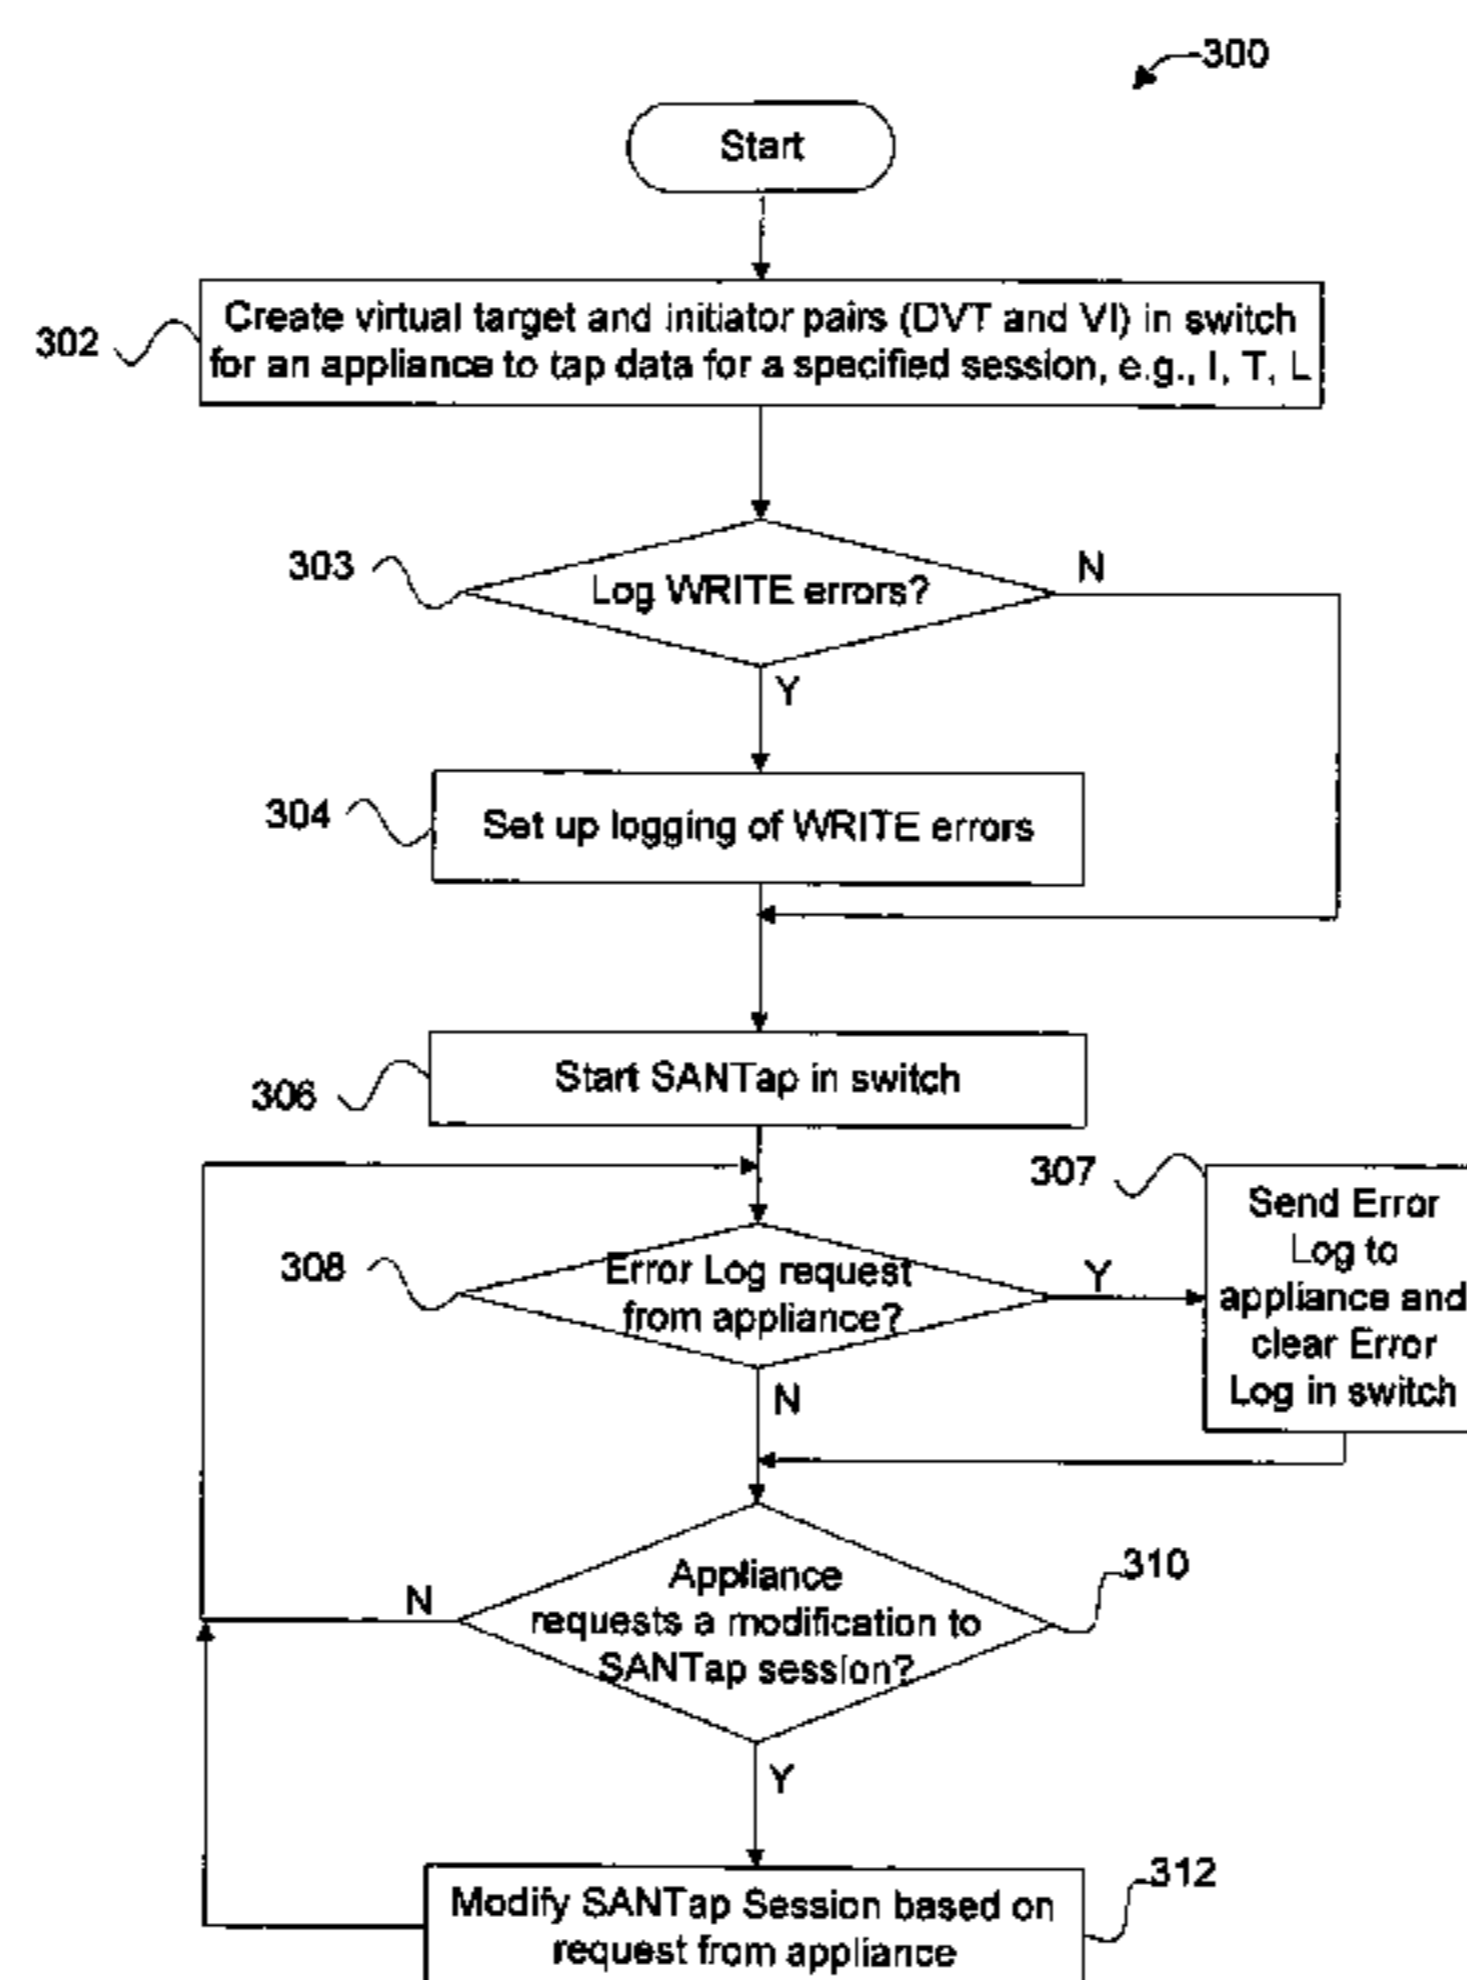 300
Start
302
Create virtual target and initiator pairs (DVT and VI) in switch
for an appliance to tap data for a specified session, e.g., I, T, L
303
Log WRITE errors?
N
Y
304
Set up logging of WRITE errors
306
Start SANTap in switch
307
Send Error
Log to
appliance and
clear Error
Log in switch
308
Error Log request
from appliance?
Y
N
310
Appliance
requests a modification to
SANTap session?
N
Y
312
Modify SANTap Session based on
request from appliance